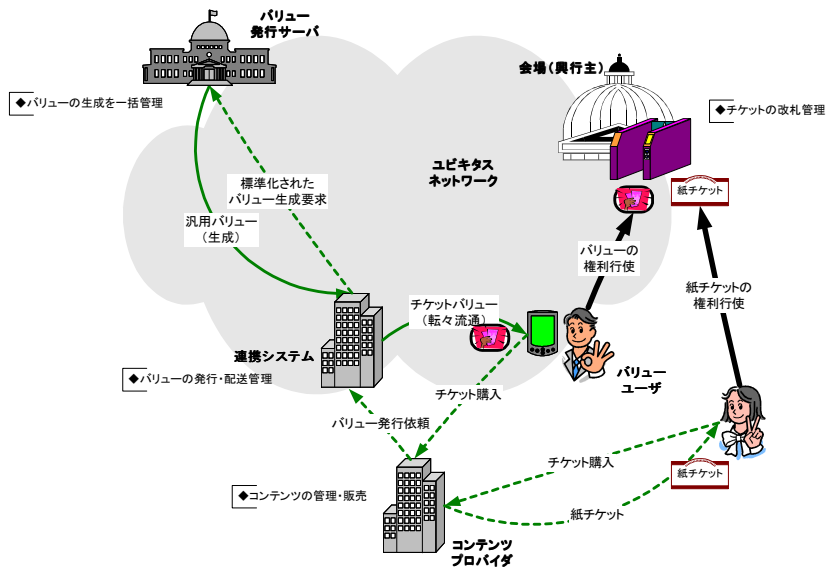 バリュー
発行サーバ
◆バリューの生成を一括管理
会場(興行主)
◆チケットの改札管理
ユビキタス
ネットワーク
標準化された
バリュー生成要求
汎用バリュー
(生成)
紙チケット
バリューの
権利行使
紙チケットの
権利行使
チケットバリュー
(転々流通)
連携システム
◆バリューの発行・配送管理
バリュー
ユーザ
チケット購入
バリュー発行依頼
チケット購入
紙チケット
◆コンテンツの管理・販売
紙チケット
コンテンツ
プロバイダ